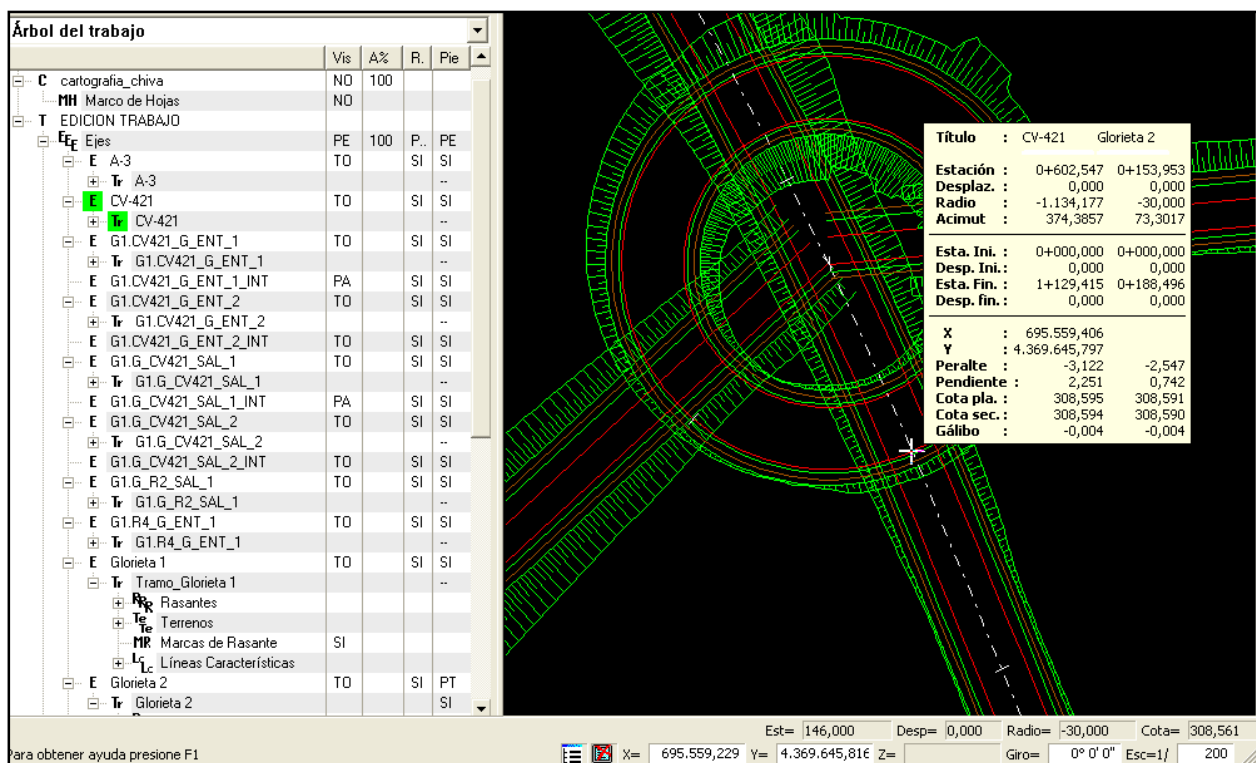 Árbol del trabajo
Vis A% R. Pie
C cartografia_chiva NO 100
MH Marco de Hojas NO
T EDICION TRABAJO
EEE Ejes PE 100 P.. PE
E A-3 TO SI SI
Tr A-3 --
E CV-421 TO SI SI
Tr CV-421 --
E G1.CV421_G_ENT_1 TO SI SI
Tr G1.CV421_G_ENT_1 --
E G1.CV421_G_ENT_1_INT PA SI SI
E G1.CV421_G_ENT_2 TO SI SI
Tr G1.CV421_G_ENT_2 --
E G1.CV421_G_ENT_2_INT TO SI SI
E G1.G_CV421_SAL_1 TO SI SI
Tr G1.G_CV421_SAL_1 --
E G1.G_CV421_SAL_1_INT PA SI SI
E G1.G_CV421_SAL_2 TO SI SI
Tr G1.G_CV421_SAL_2 --
E G1.G_CV421_SAL_2_INT TO SI SI
E G1.G_R2_SAL_1 TO SI SI
Tr G1.G_R2_SAL_1 --
E G1.R4_G_ENT_1 TO SI SI
Tr G1.R4_G_ENT_1 --
E Glorieta 1 TO SI SI
Tr Tramo_Glorieta 1 --
RRR Rasantes
Te Te Terrenos
MR Marcas de Rasante SI
Lc Lc Líneas Características
E Glorieta 2 TO SI PT
Tr Glorieta 2 SI
Título : CV-421 Glorieta 2
Estación : 0+602,547 0+153,953
Desplaz. : 0,000 0,000
Radio : -1.134,177 -30,000
Acimut : 374,3857 73,3017
Esta. Ini. : 0+000,000 0+000,000
Desp. Ini. : 0,000 0,000
Esta. Fin. : 1+129,415 0+188,496
Desp. fin. : 0,000 0,000
X : 695.559,406
Y : 4.369.645,797
Peralte : -3,122 -2,547
Pendiente : 2,251 0,742
Cota pla. : 308,595 308,591
Cota sec. : 308,594 308,590
Gálibo : -0,004 -0,004
Est= 146,000 Desp= 0,000 Radio= -30,000 Cota= 308,561
Para obtener ayuda presione F1 X= 695.559,229 Y= 4.369.645,816 Z= Giro= 0° 0' 0" Esc=1/ 200